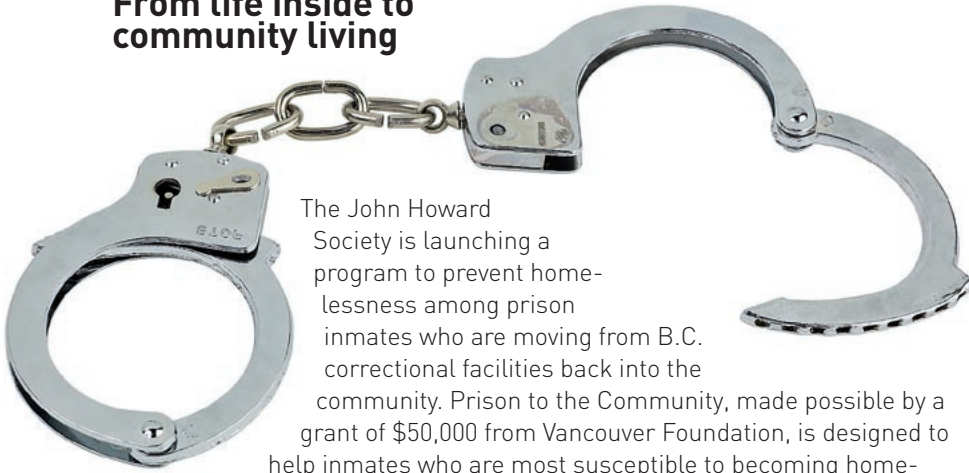 From life inside to
community living
The John Howard
Society is launching a
program to prevent home-
lessness among prison
inmates who are moving from B.C.
correctional facilities back into the
community. Prison to the Community, made possible by a
grant of $50,000 from Vancouver Foundation, is designed to
help inmates who are most susceptible to becoming home-